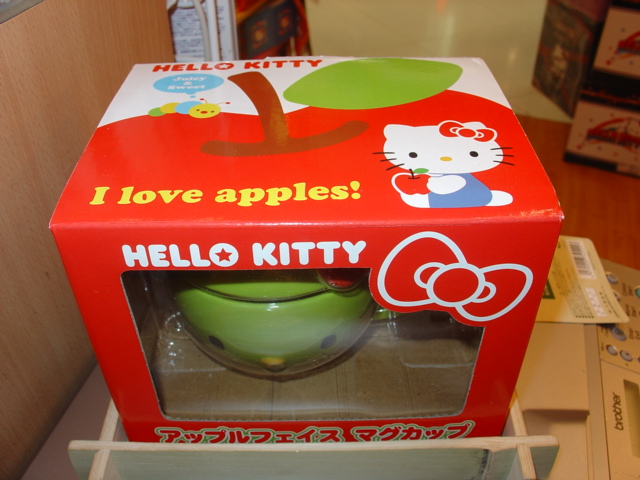 HELLO KITTY
Juicy
&
Sweet
I love apples!
HELLO KITTY
アップルフェイス マグカップ
brother